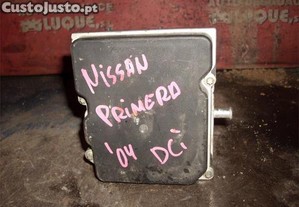 CustoJusto.pt
NISSAN
PRIMERA
'04 DCi